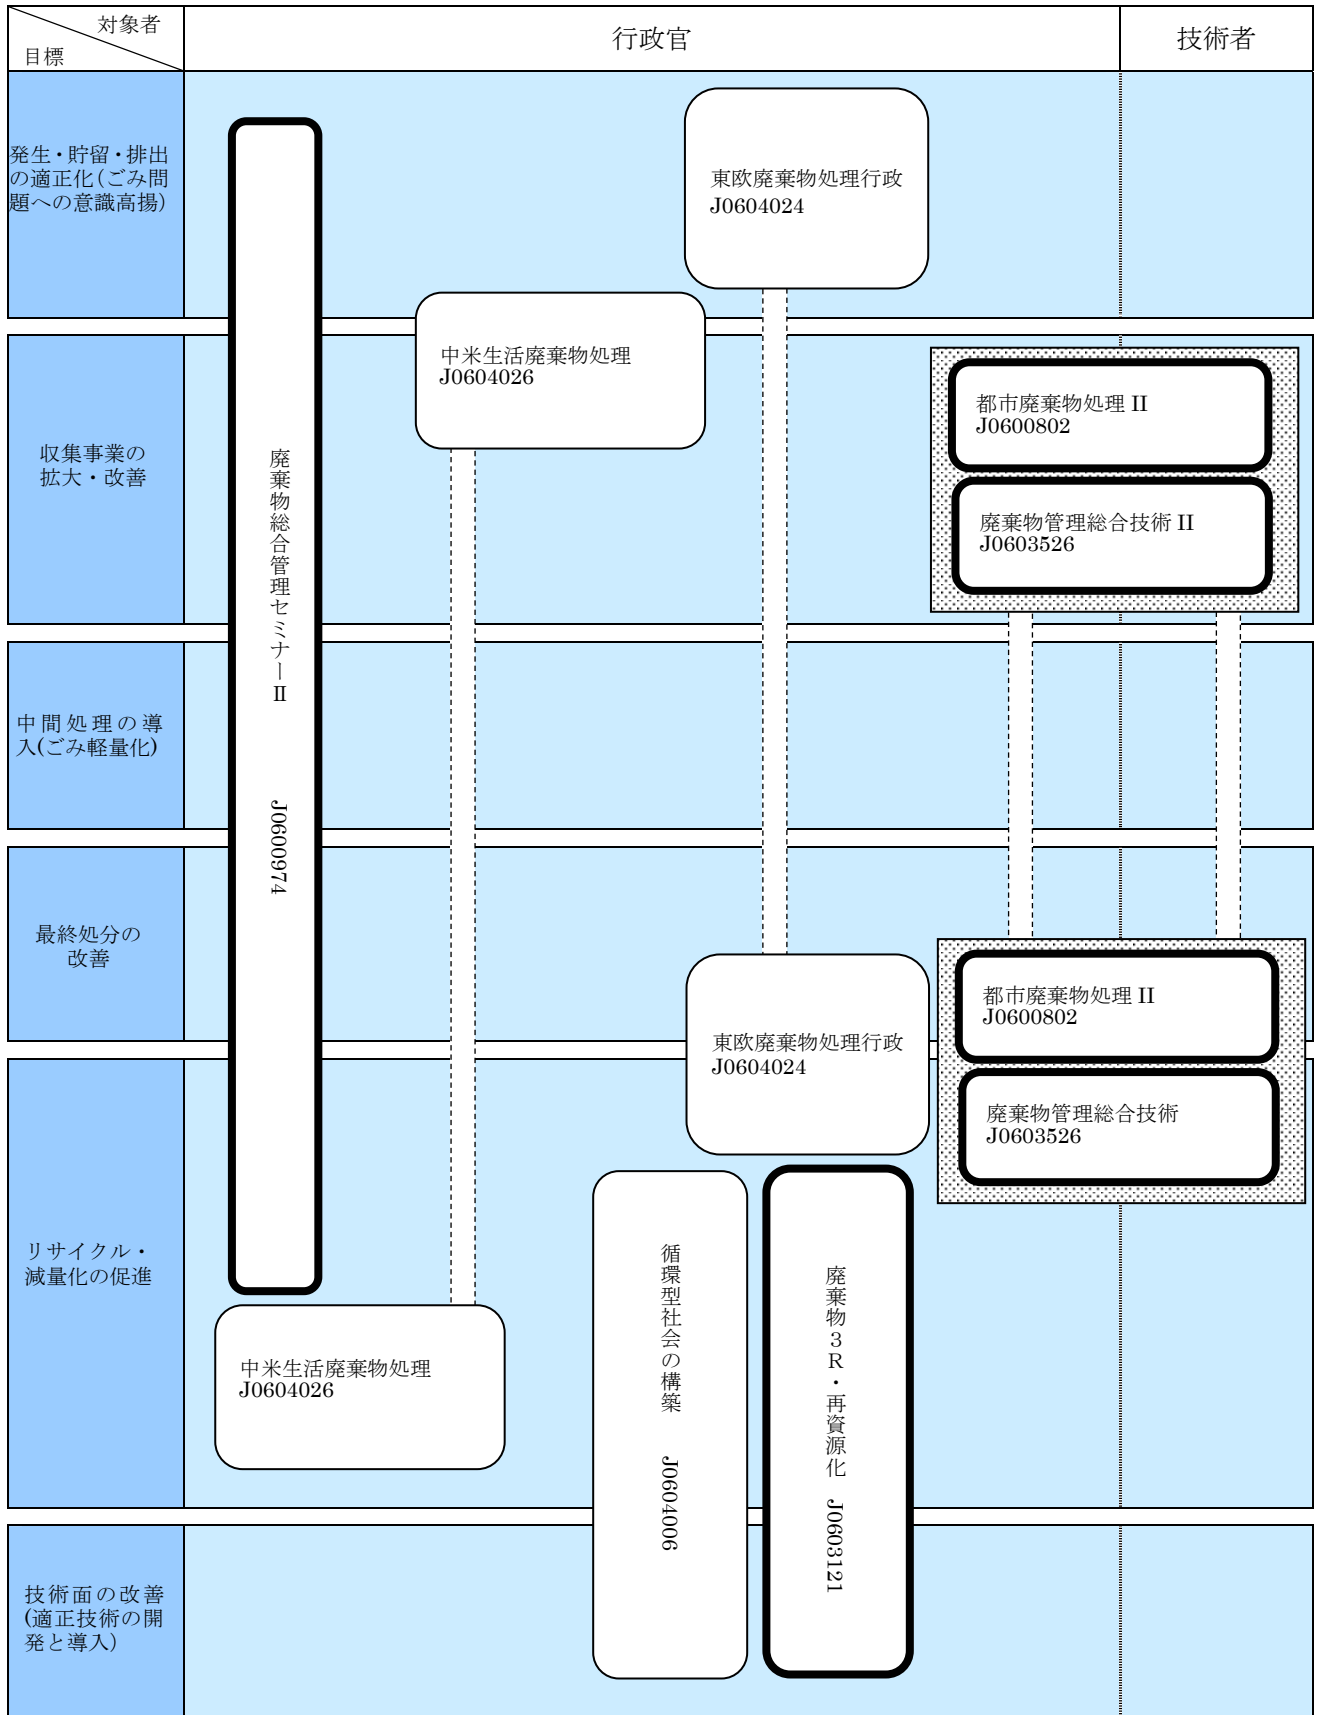 対象者
目標
行政官
技術者
発生・貯留・排出
の適正化(ごみ問
題への意識高揚)
東欧廃棄物処理行政
J0604024
中米生活廃棄物処理
J0604026
収集事業の
拡大・改善
都市廃棄物処理 II
J0600802
廃棄物管理総合技術 II
J0603526
廃棄物総合管理セミナーⅡ J0600974
中間処理の導
入(ごみ軽量化)
最終処分の
改善
都市廃棄物処理 II
J0600802
東欧廃棄物処理行政
J0604024
廃棄物管理総合技術
J0603526
リサイクル・
減量化の促進
中米生活廃棄物処理
J0604026
循環型社会の構築 J0604006
廃棄物3R・再資源化 J0603121
技術面の改善
(適正技術の開
発と導入)